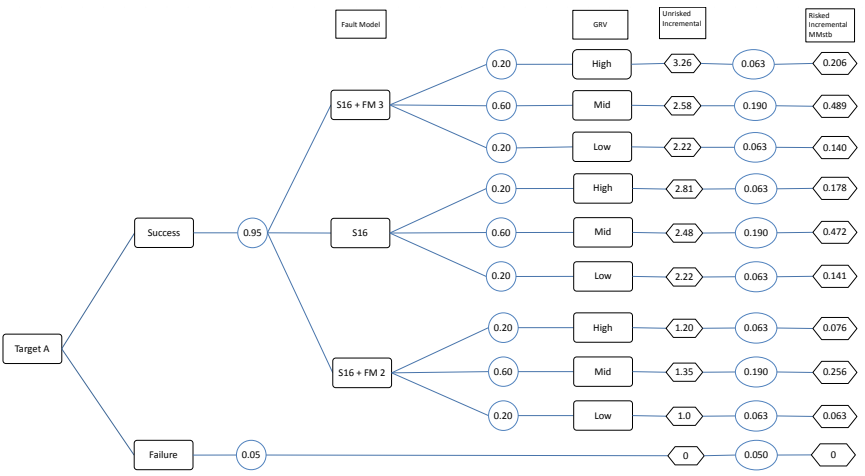 Fault Model
GRV
Unrisked
Incremental
Risked
Incremental
MMstb
0.20
High
3.26
0.063
0.206
S16 + FM 3
0.60
Mid
2.58
0.190
0.489
0.20
Low
2.22
0.063
0.140
0.20
High
2.81
0.063
0.178
Success
0.95
S16
0.60
Mid
2.48
0.190
0.472
0.20
Low
2.22
0.063
0.141
0.20
High
1.20
0.063
0.076
Target A
S16 + FM 2
0.60
Mid
1.35
0.190
0.256
0.20
Low
1.0
0.063
0.063
Failure
0.05
0
0.050
0